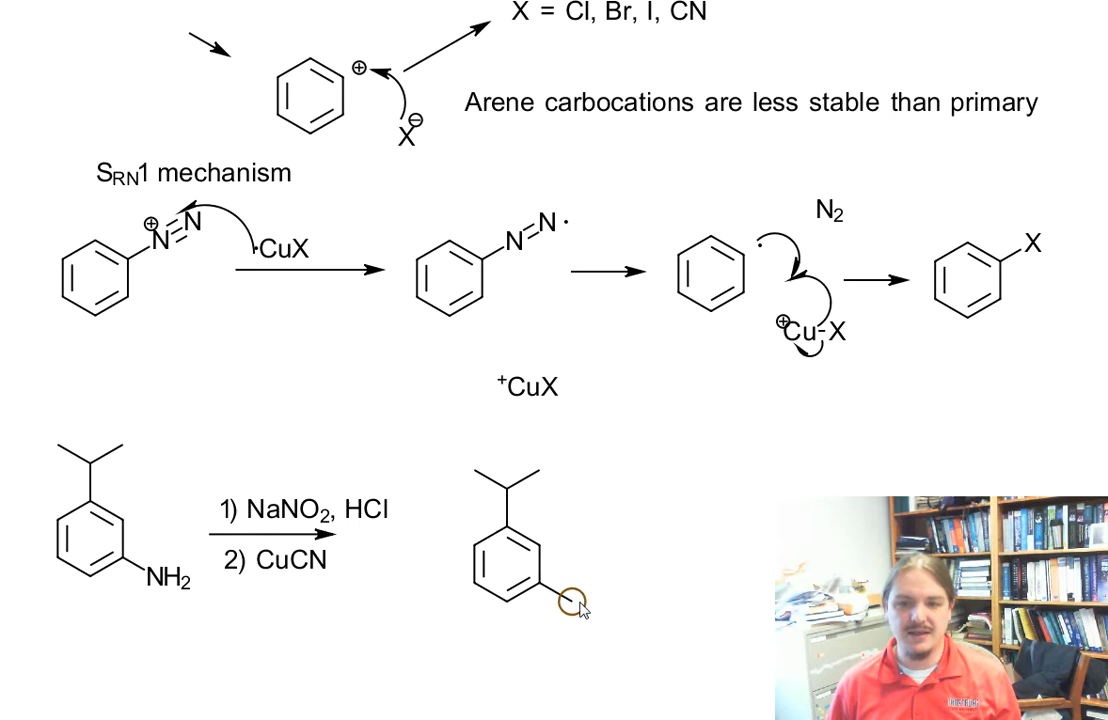 X = Cl, Br, I, CN
⊕
X⊖
Arene carbocations are less stable than primary
SRN1 mechanism
⊕
N≡N
·CuX
N=N·
N2
⊕
Cu-X
X
+CuX
1) NaNO2, HCl
2) CuCN
NH2